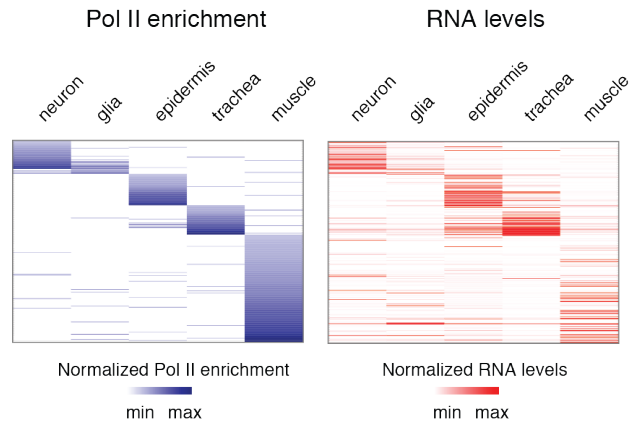 Pol II enrichment
neuron
glia
epidermis
trachea
muscle
Normalized Pol II enrichment
min max
RNA levels
neuron
glia
epidermis
trachea
muscle
Normalized RNA levels
min max